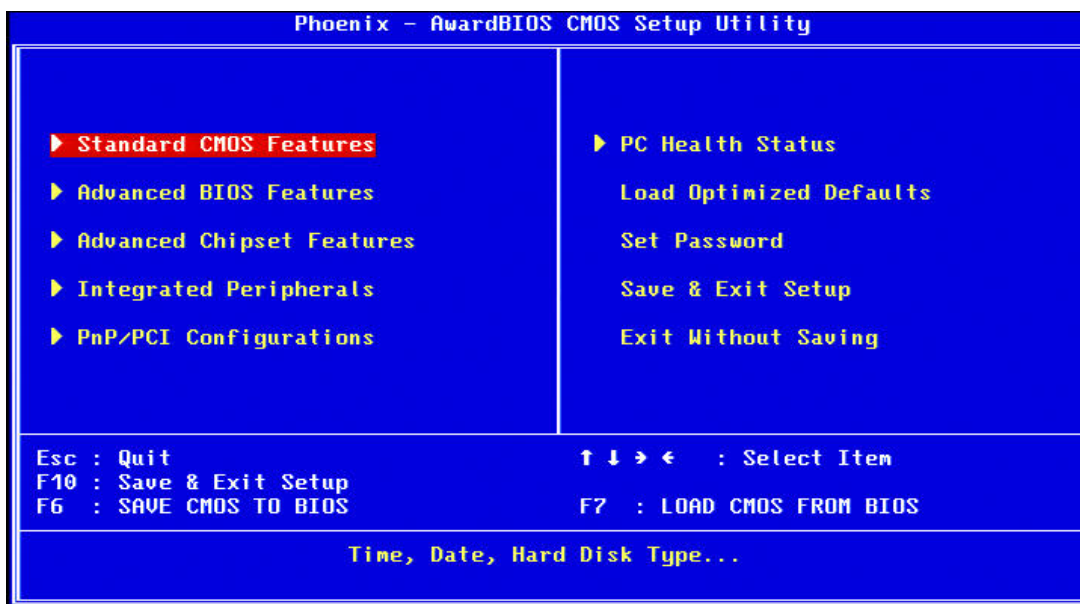 Phoenix - AwardBIOS CMOS Setup Utility
Standard CMOS Features
Advanced BIOS Features
Advanced Chipset Features
Integrated Peripherals
PnP/PCI Configurations
PC Health Status
Load Optimized Defaults
Set Password
Save & Exit Setup
Exit Without Saving
Esc : Quit
F10 : Save & Exit Setup
F6 : SAVE CMOS TO BIOS
↑ ↓ → ← : Select Item
F7 : LOAD CMOS FROM BIOS
Time, Date, Hard Disk Type...